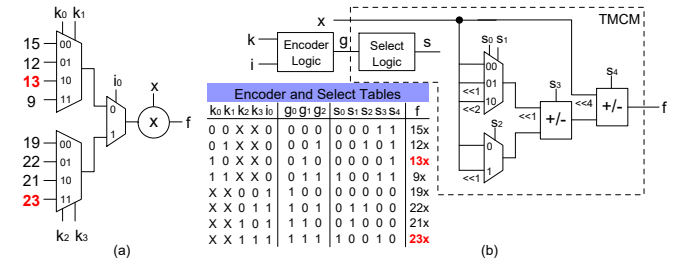 k0 k1
15 00
12 01
13 10
9 11
i0
0
1
x
X f
19 00
22 01
21 10
23 11
k2 k3
(a)
x TMCM
k Encoder Logic g Select Logic s
i
s0 s1
00
<<1 01
<<2 10
s2
0
<<1 1
s3
<<1 +/-
s4
<<4 +/- f
Encoder and Select Tables
k0 k1 k2 k3 i0 g0 g1 g2 s0 s1 s2 s3 s4 f
0 0 X X 0 0 0 0 0 0 0 1 1 15x
0 1 X X 0 0 0 1 0 0 1 0 1 12x
1 0 X X 0 0 1 0 0 0 0 0 1 13x
1 1 X X 0 0 1 1 0 1 0 0 1 9x
X X 0 0 1 1 0 0 0 0 0 0 0 19x
X X 0 1 1 1 0 1 0 1 0 1 0 22x
X X 1 0 1 1 1 0 0 1 0 0 0 21x
X X 1 1 1 1 1 1 1 0 0 1 0 23x
(b)